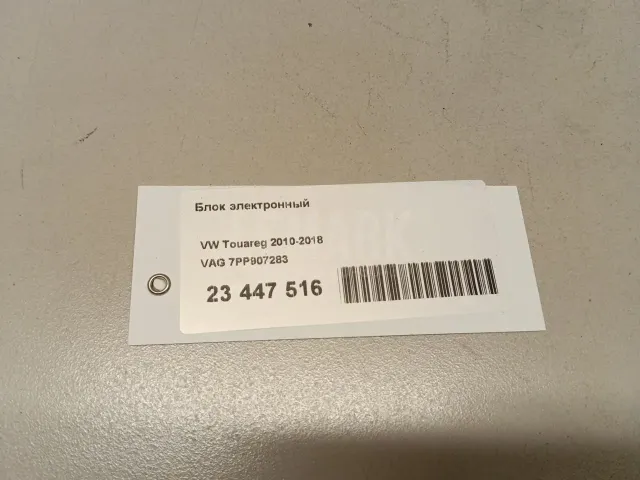 Блок электронный
VW Touareg 2010-2018
VAG 7PP907283
23 447 516